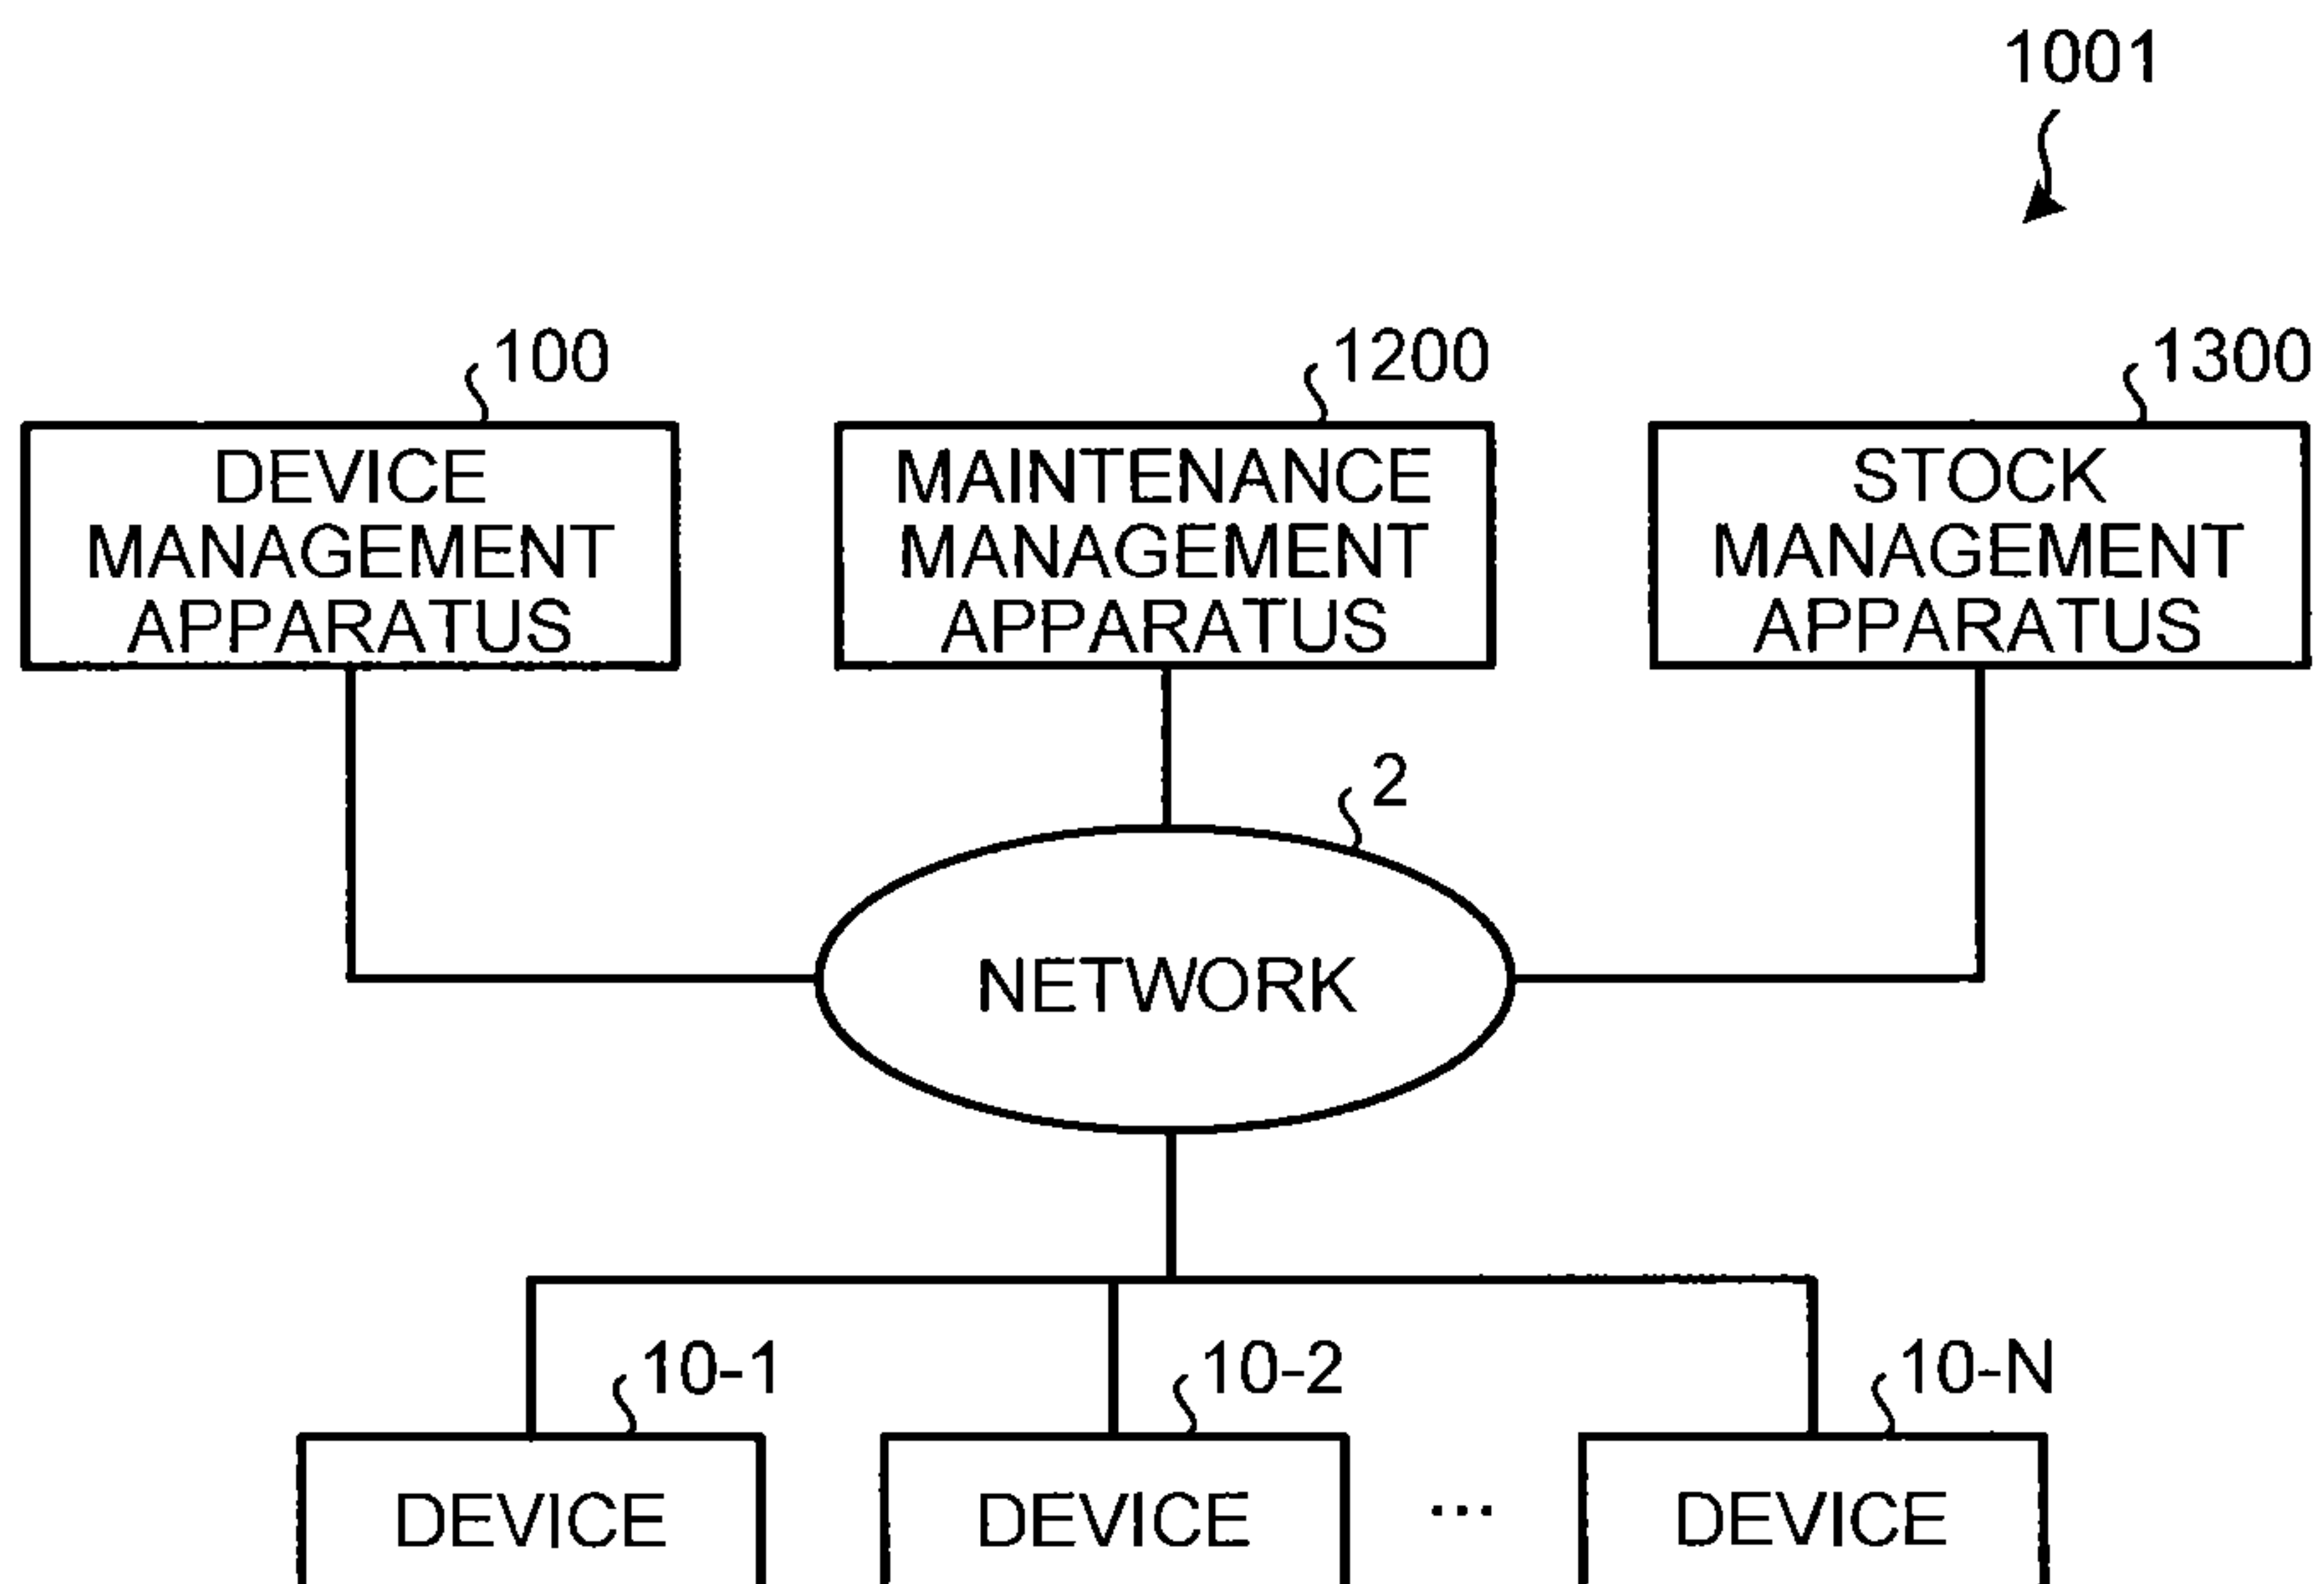 1001
100
1200
1300
DEVICE
MANAGEMENT
APPARATUS
MAINTENANCE
MANAGEMENT
APPARATUS
STOCK
MANAGEMENT
APPARATUS
2
NETWORK
10-1
10-2
10-N
DEVICE
DEVICE
...
DEVICE